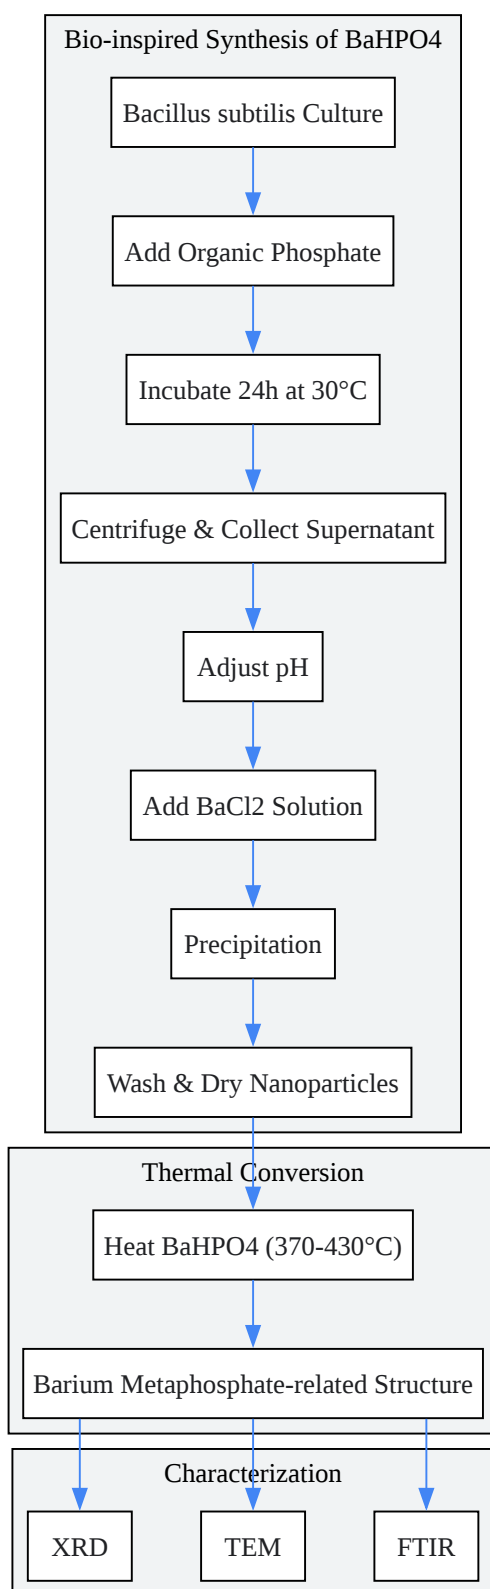 Bio-inspired Synthesis of BaHPO4
Bacillus subtilis Culture
Add Organic Phosphate
Incubate 24h at 30°C
Centrifuge & Collect Supernatant
Adjust pH
Add BaCl2 Solution
Precipitation
Wash & Dry Nanoparticles
Thermal Conversion
Heat BaHPO4 (370-430°C)
Barium Metaphosphate-related Structure
Characterization
XRD
TEM
FTIR